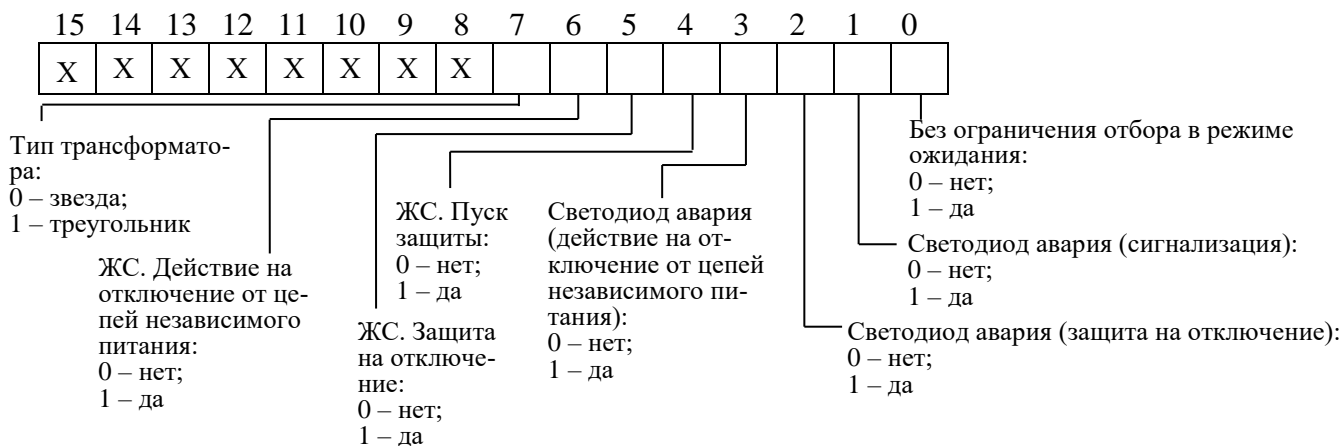 15 14 13 12 11 10 9 8 7 6 5 4 3 2 1 0
X X X X X X X X
Тип трансформато-
ра:
0 – звезда;
1 – треугольник
ЖС. Действие на
отключение от це-
пей независимого
питания:
0 – нет;
1 – да
ЖС. Защита
на отключе-
ние:
0 – нет;
1 – да
ЖС. Пуск
защиты:
0 – нет;
1 – да
Светодиод авария
(действие на от-
ключение от цепей
независимого пи-
тания):
0 – нет;
1 – да
Без ограничения отбора в режиме
ожидания:
0 – нет;
1 – да
Светодиод авария (сигнализация):
0 – нет;
1 – да
Светодиод авария (защита на отключение):
0 – нет;
1 – да